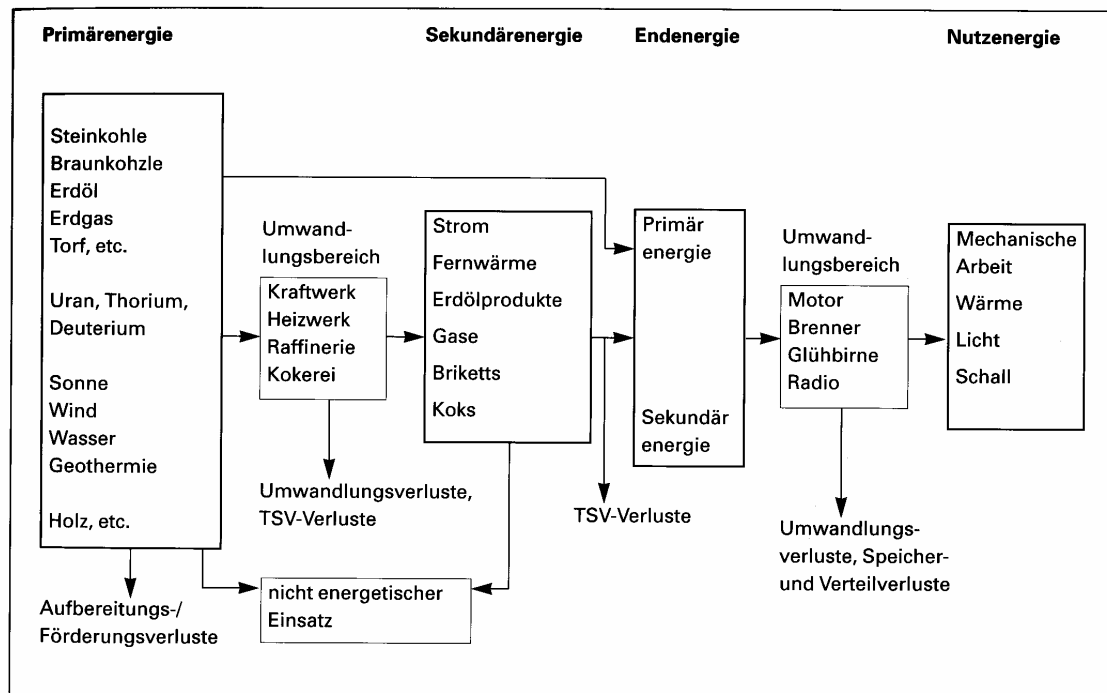 Primärenergie
Sekundärenergie
Endenergie
Nutzenergie
Steinkohle
Braunkohzle
Erdöl
Erdgas
Torf, etc.
Uran, Thorium,
Deuterium
Sonne
Wind
Wasser
Geothermie
Holz, etc.
Aufbereitungs-/
Förderungsverluste
Umwand-
lungsbereich
Kraftwerk
Heizwerk
Raffinerie
Kokerei
Umwandlungsverluste,
TSV-Verluste
nicht energetischer
Einsatz
Strom
Fernwärme
Erdölprodukte
Gase
Briketts
Koks
TSV-Verluste
Primär
energie
Sekundär
energie
Umwand-
lungsbereich
Motor
Brenner
Glühbirne
Radio
Umwandlungs-
verluste, Speicher-
und Verteilverluste
Mechanische
Arbeit
Wärme
Licht
Schall